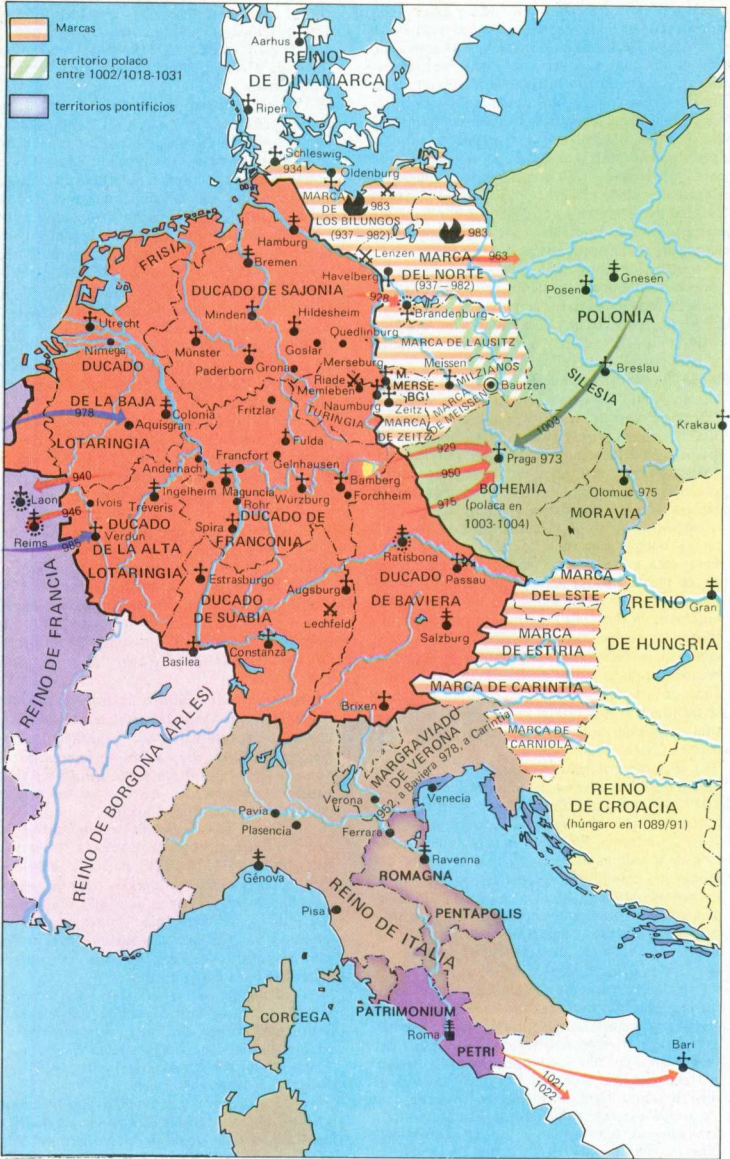 Marcas
territorio polaco
entre 1002/1018-1031
territorios pontificios
Aarhus
REINO
DE DINAMARCA
Ripen
Schleswig
934
Oldenburg
MARCA
DE
LOS BILUNGOS
(937–982)
983
983
Hamburg
FRISIA
Bremen
Lenzen
MARCA
DEL NORTE
(937–982)
963
Havelberg
928
Brandenburg
DUCADO DE SAJONIA
Minden
Hildesheim
Quedlinburg
Goslar
Münster
Paderborn
Grona
Merseburg
Riade
Memleben
Naumburg
TURINGIA
Fritzlar
Utrecht
Nimega
DUCADO
DE LA BAJA
LOTARINGIA
978
Colonia
Aquisgran
MARCA DE LAUSITZ
Meissen
MILZIANOS
Bautzen
M.
MERSE-
BG.
Zeitz
MARCA
DE ZEITZ
MARCA
DE MEISSEN
Posen
Gnesen
POLONIA
Breslau
SILESIA
1003
Krakau
Fulda
Andernach
Francfort
Gelnhausen
Ingelheim
Maguncia
Rohr
Wurzburg
Bamberg
Forchheim
929
950
975
Praga 973
BOHEMIA
(polaca en
1003-1004)
Olomuc 975
MORAVIA
940
Laon
946
Reims
985
Ivois
Tréveris
DUCADO
Verdun
DE LA ALTA
LOTARINGIA
Spira
DUCADO DE
FRANCONIA
Estrasburgo
DUCADO
DE SUABIA
Augsburg
Lechfeld
Ratisbona
DUCADO
DE BAVIERA
Passau
Salzburg
Basilea
Constanza
Brixen
MARCA
DEL ESTE
MARCA
DE ESTIRIA
MARCA DE CARINTIA
MARCA DE
CARNIOLA
REINO
DE HUNGRIA
Gran
REINO DE FRANCIA
REINO DE BORGOÑA (ARLES)
MARGRAVIADO
DE VERONA
(952, a Baviera 978, a Carintia)
Verona
Venecia
Pavia
Plasencia
Ferrara
Ravenna
ROMAGNA
Génova
REINO
DE CROACIA
(húngaro en 1089/91)
Pisa
REINO DE ITALIA
PENTAPOLIS
CORCEGA
PATRIMONIUM
Roma
PETRI
1021
1022
Bari